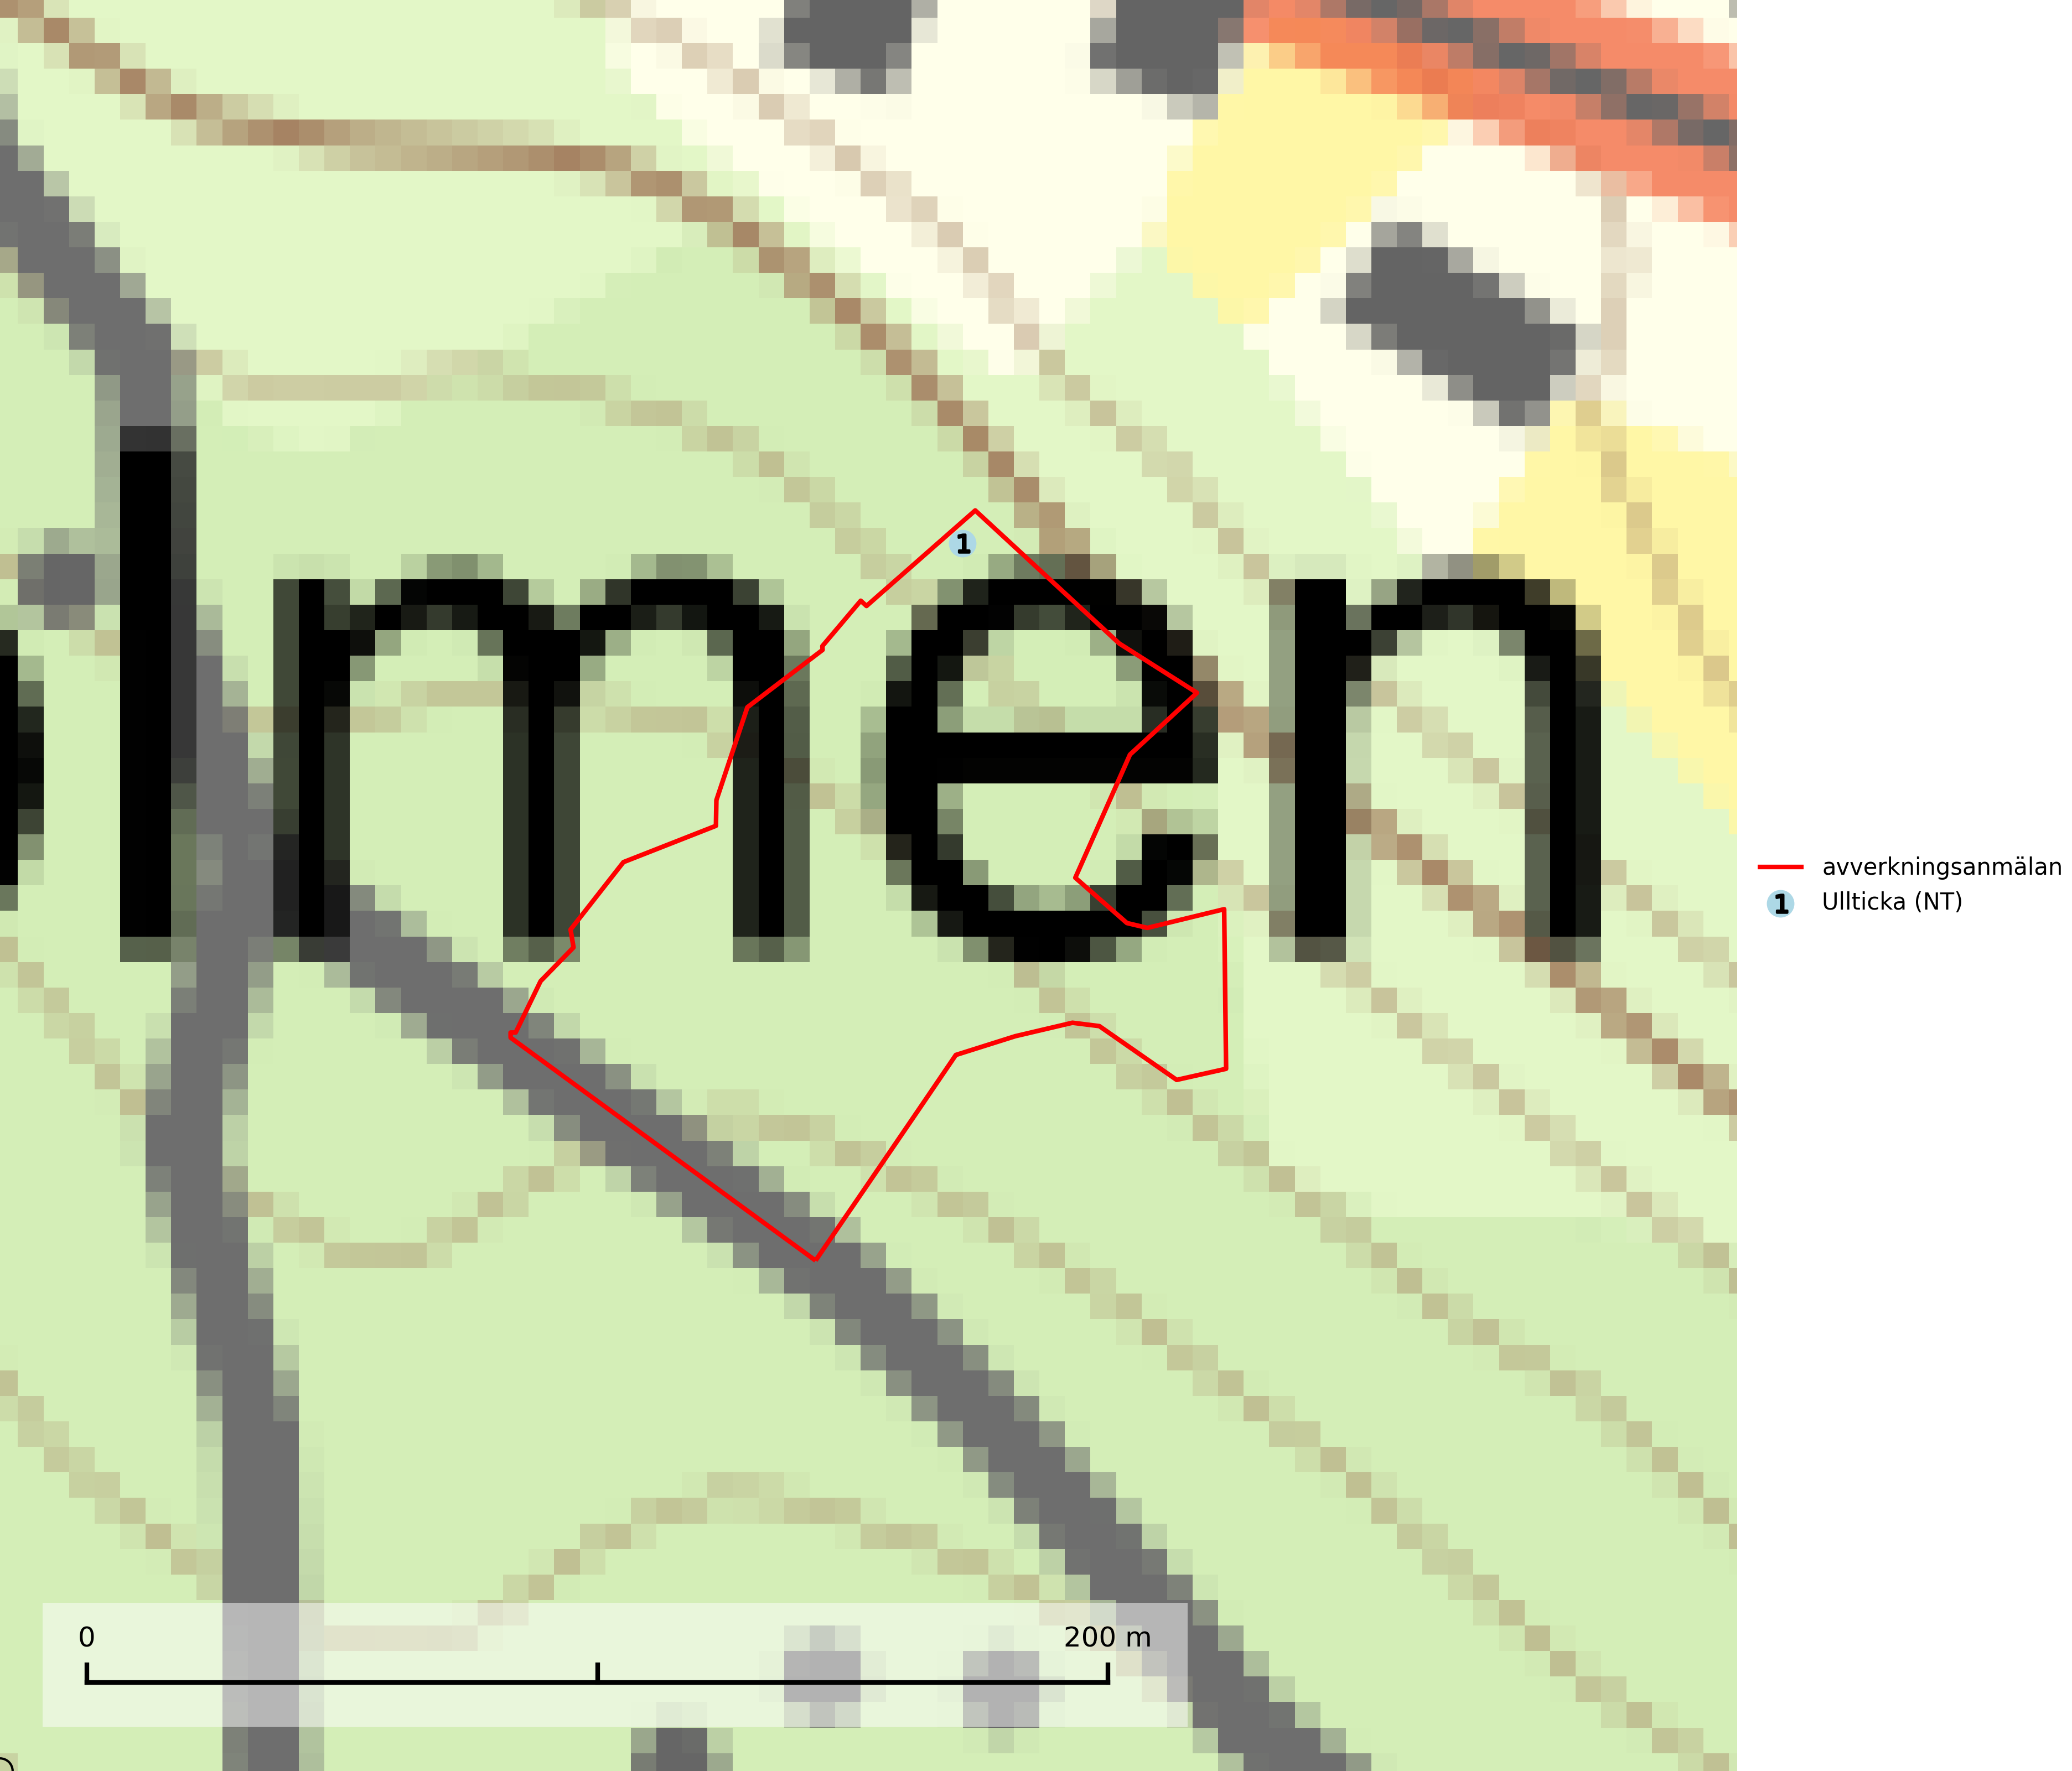 1
lmen
avverkningsanmälan
1 Ullticka (NT)
0 200 m